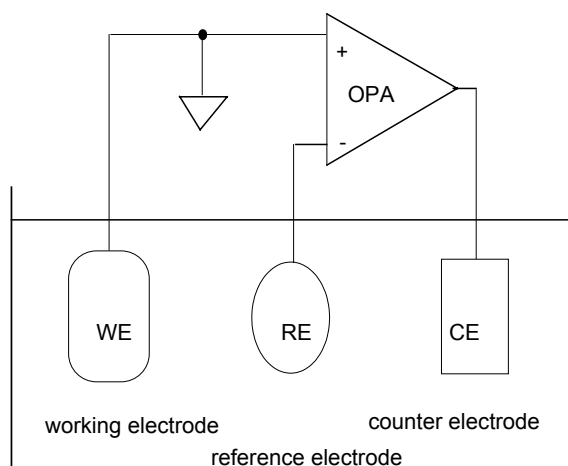 +
OPA
-
WE
RE
CE
working electrode
counter electrode
reference electrode